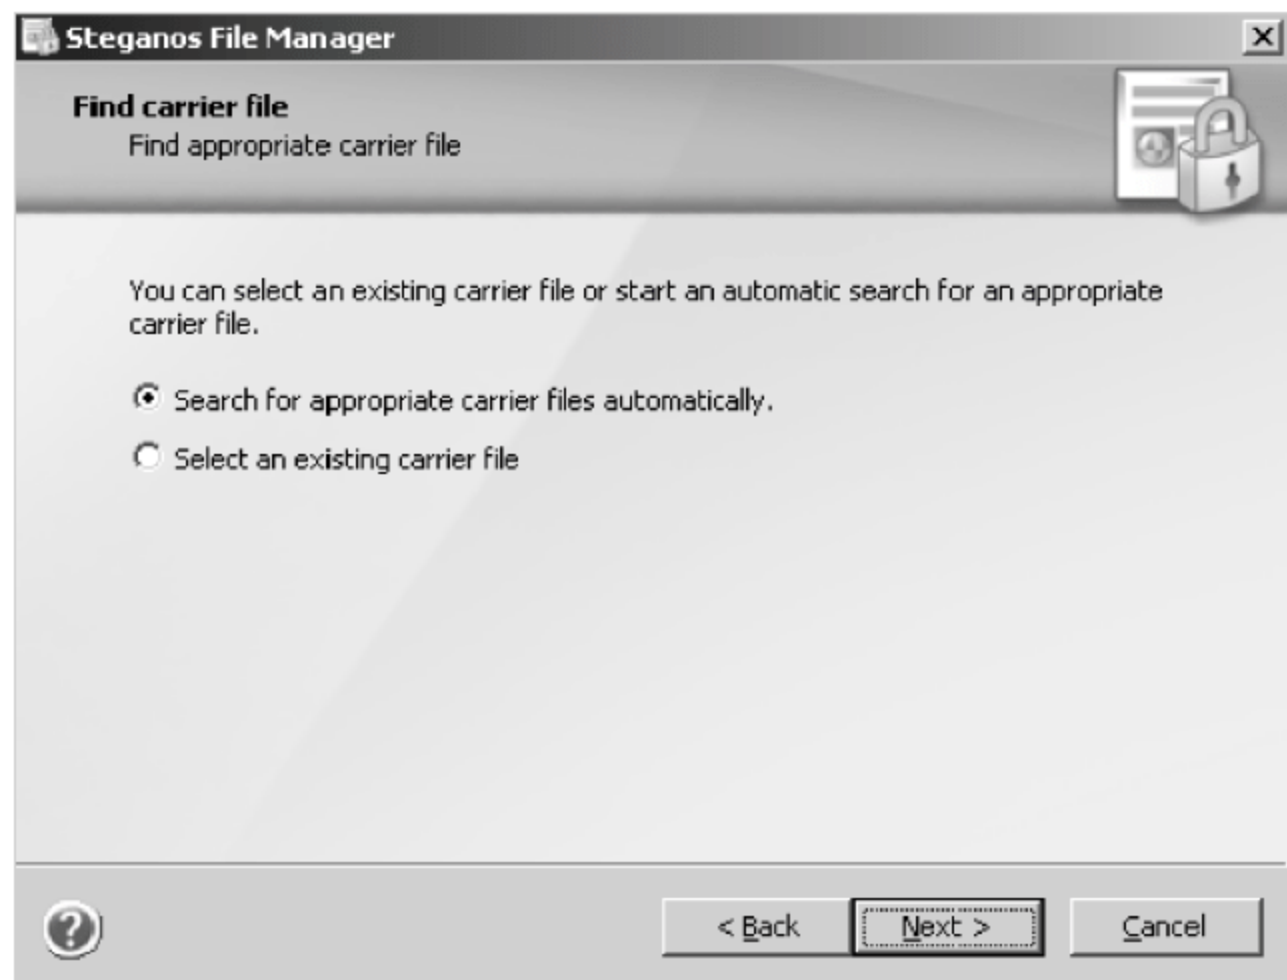 Steganos File Manager
Find carrier file
Find appropriate carrier file
You can select an existing carrier file or start an automatic search for an appropriate
carrier file.
Search for appropriate carrier files automatically.
Select an existing carrier file
?
< Back Next > Cancel